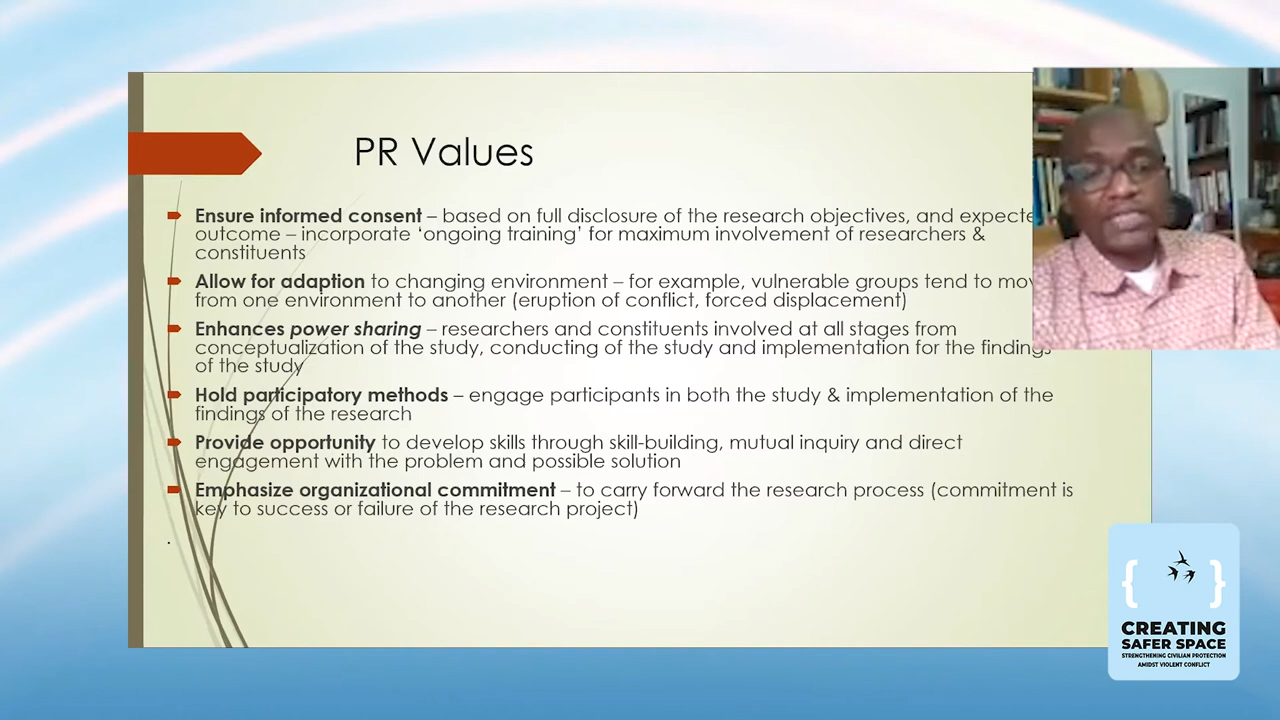 PR Values
Ensure informed consent – based on full disclosure of the research objectives, and
outcome – incorporate ‘ongoing training’ for maximum involvement of researchers &
constituents
Allow for adaption to changing environment – for example, vulnerable groups tend to
from one environment to another (eruption of conflict, forced displacement)
Enhances power sharing – researchers and constituents involved at all stages from
conceptualization of the study, conducting of the study and implementation for the findings
of the study
Hold participatory methods – engage participants in both the study & implementation of the
findings of the research
Provide opportunity to develop skills through skill-building, mutual inquiry and direct
engagement with the problem and possible solution
Emphasize organizational commitment – to carry forward the research process (commitment is
key to success or failure of the research project)
.
CREATING
SAFER SPACE
STRENGTHENING CIVILIAN PROTECTION
AMIDST VIOLENT CONFLICT